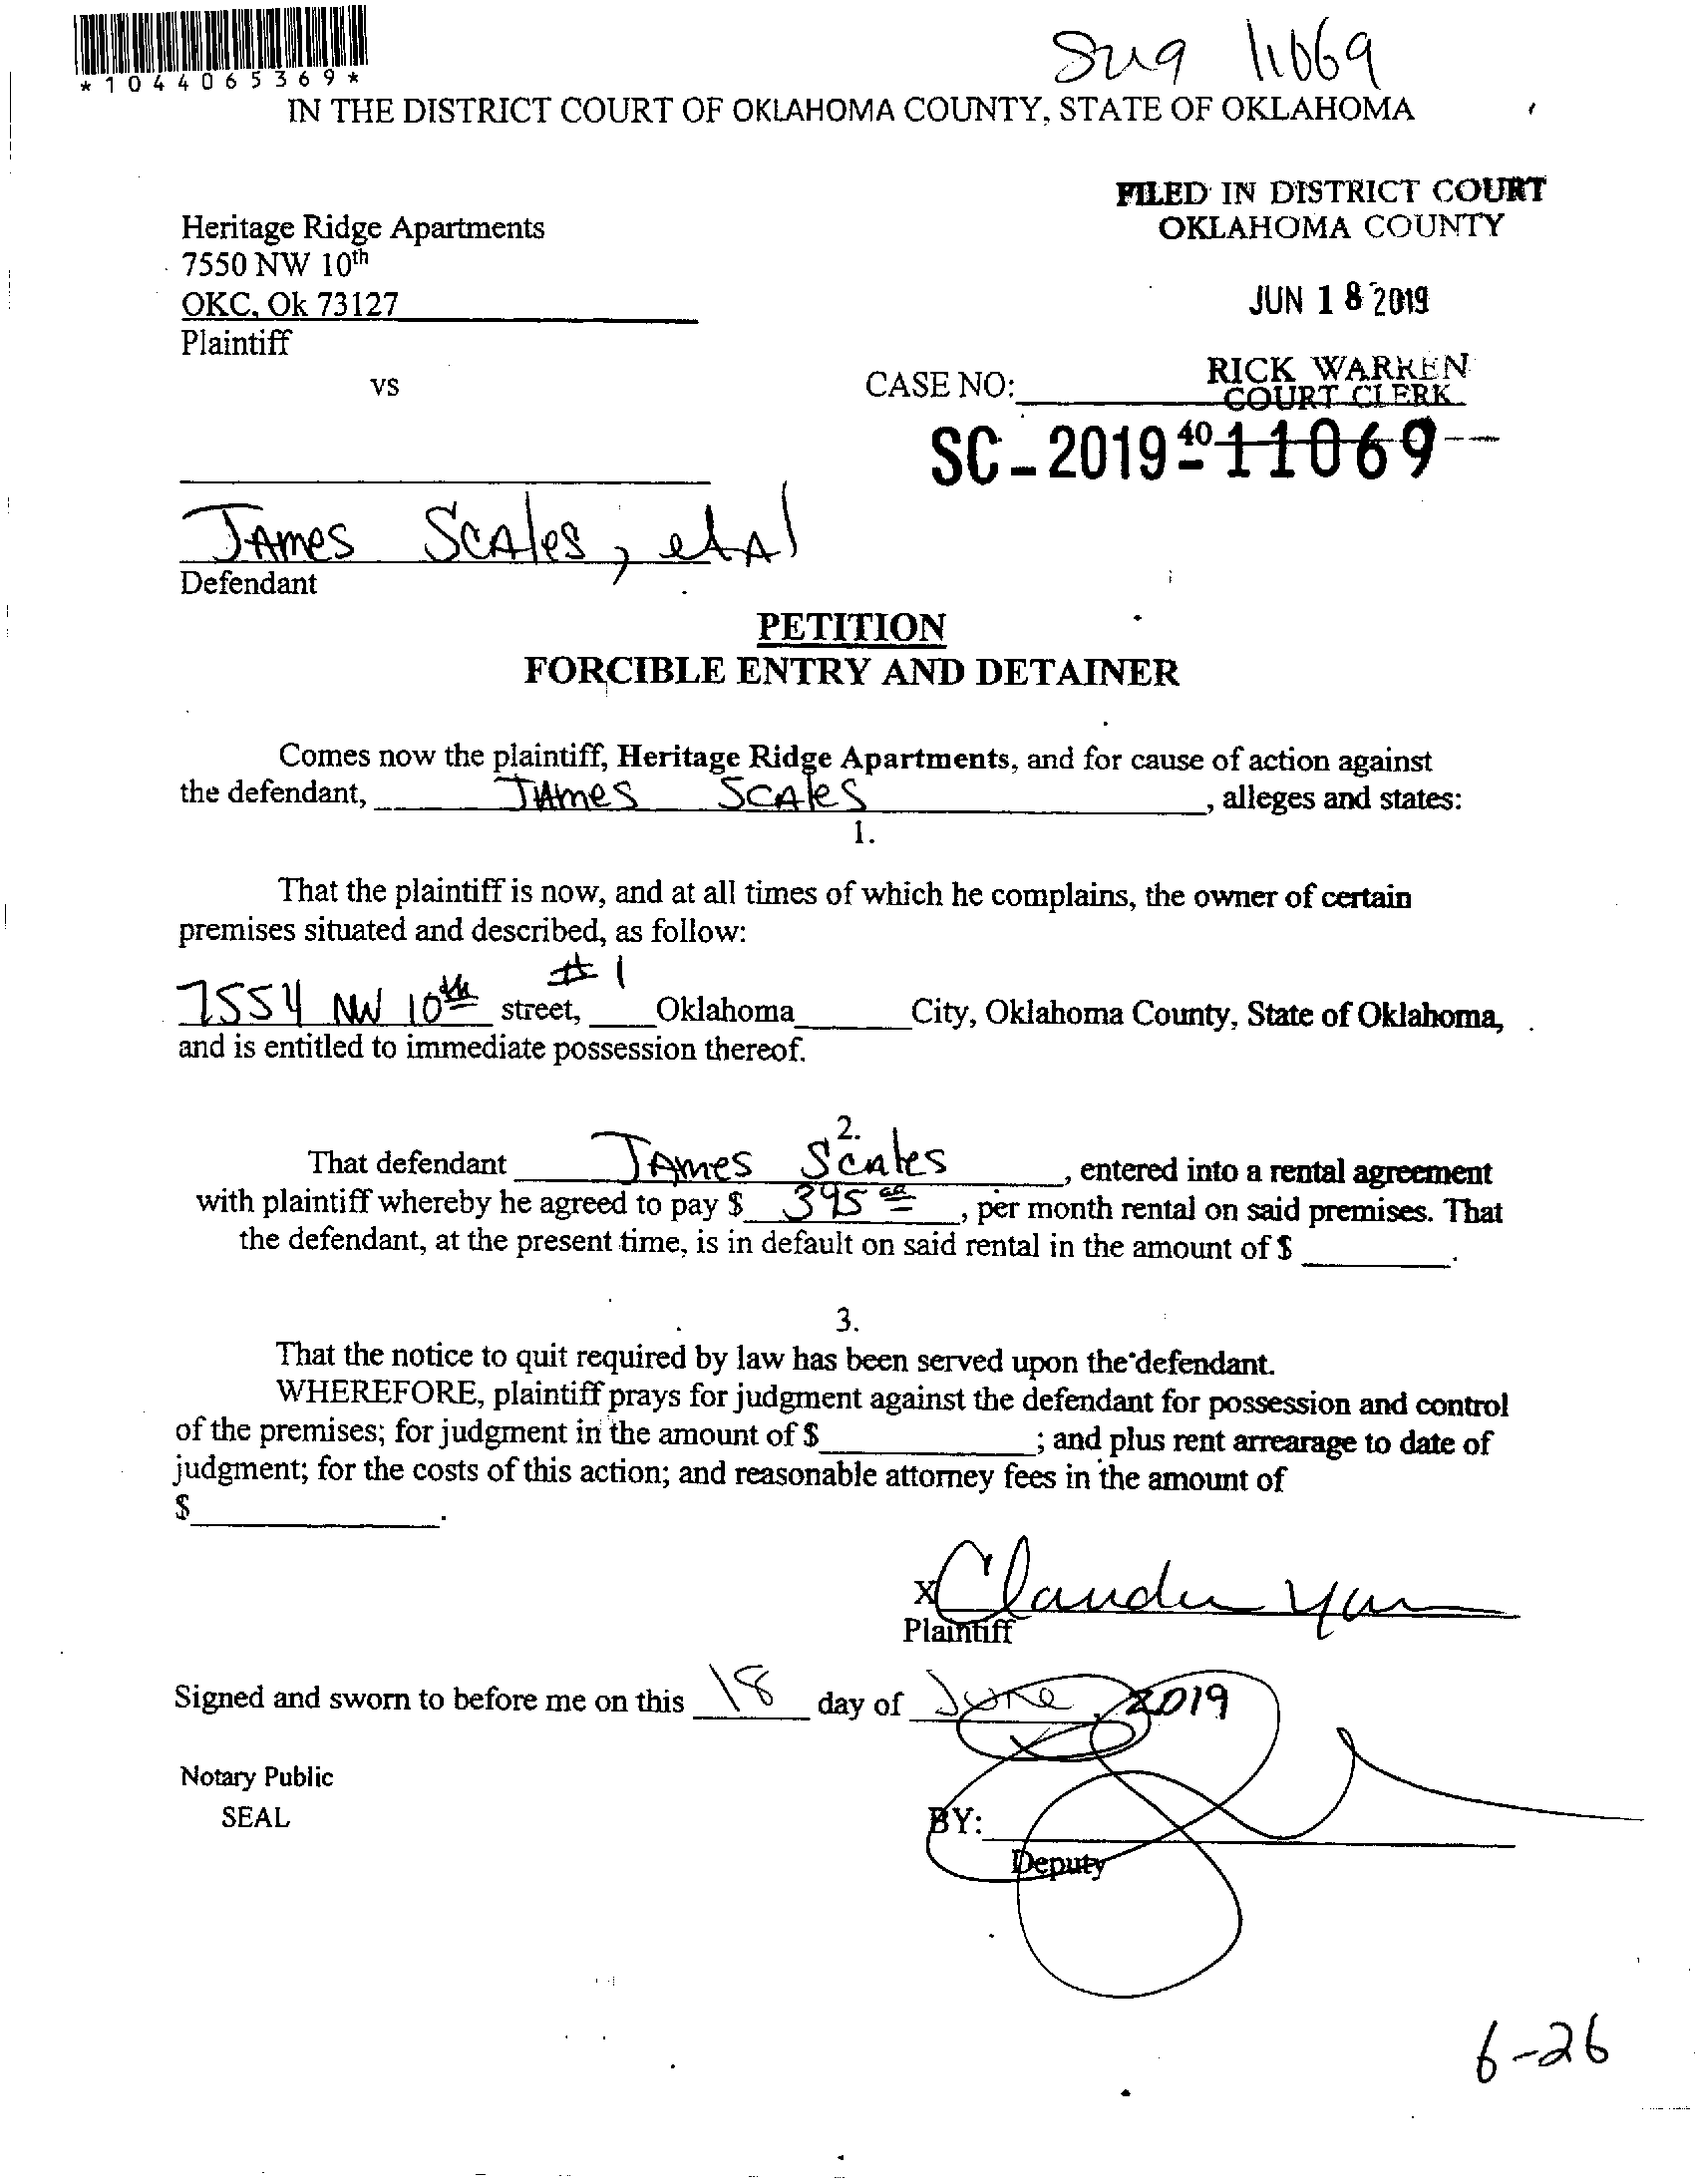 *1044065369*
11069
IN THE DISTRICT COURT OF OKLAHOMA COUNTY, STATE OF OKLAHOMA
FILED IN DISTRICT COURT
OKLAHOMA COUNTY
Heritage Ridge Apartments
7550 NW 10th
OKC, Ok 73127
JUN 18 2019
Plaintiff
RICK WARREN
COURT CLERK
vs
CASE NO:
40
SC-2019-11069
James Scales, etAl
Defendant
PETITION
FORCIBLE ENTRY AND DETAINER
Comes now the plaintiff, Heritage Ridge Apartments, and for cause of action against
the defendant, James Scales, alleges and states:
1.
That the plaintiff is now, and at all times of which he complains, the owner of certain
premises situated and described, as follow:
#1
7554 NW 10th street, Oklahoma City, Oklahoma County, State of Oklahoma,
and is entitled to immediate possession thereof.
2.
That defendant James Scales, entered into a rental agreement
with plaintiff whereby he agreed to pay $ 395 00, per month rental on said premises. That
the defendant, at the present time, is in default on said rental in the amount of $ .
3.
That the notice to quit required by law has been served upon the defendant.
WHEREFORE, plaintiff prays for judgment against the defendant for possession and control
of the premises; for judgment in the amount of $ ; and plus rent arrearage to date of
judgment; for the costs of this action; and reasonable attorney fees in the amount of
$ .
X
Plaintiff
Signed and sworn to before me on this 18 day of June, 2019
Notary Public
SEAL
BY:
Deputy
6-26